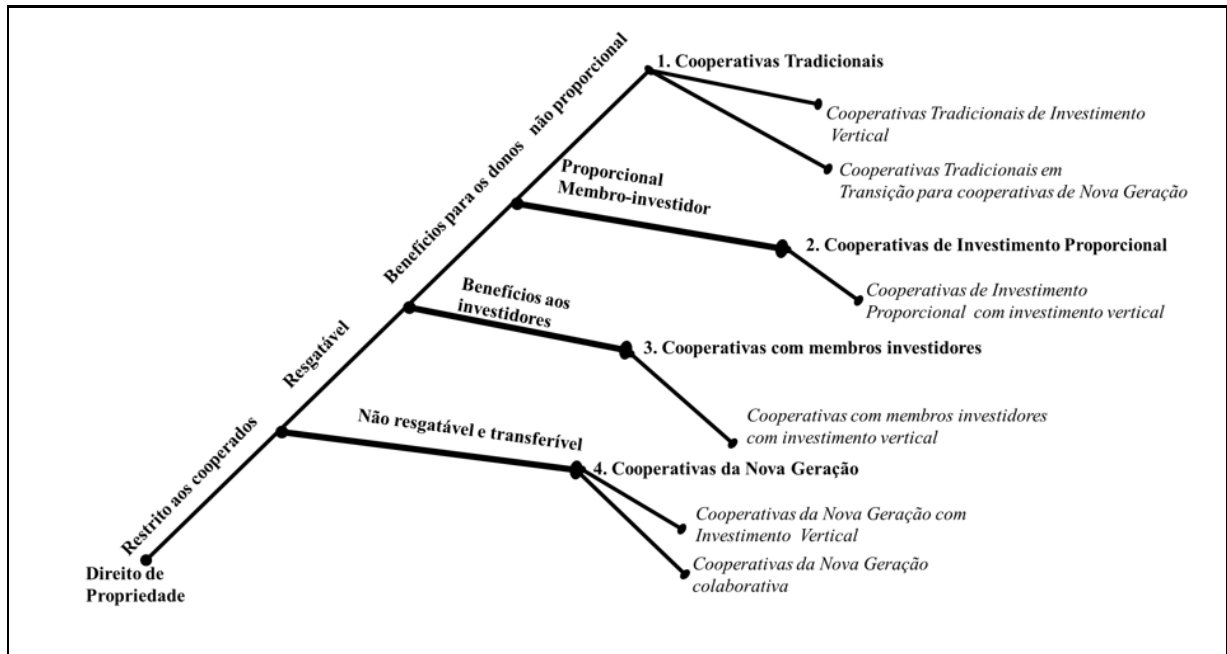 1. Cooperativas Tradicionais
Cooperativas Tradicionais de Investimento
Vertical
Cooperativas Tradicionais em
Transição para cooperativas de Nova Geração
Benefícios para os donos não proporcional
Proporcional
Membro-investidor
2. Cooperativas de Investimento Proporcional
Cooperativas de Investimento
Proporcional com investimento vertical
Benefícios aos
investidores
3. Cooperativas com membros investidores
Cooperativas com membros investidores
com investimento vertical
Resgatável
Não resgatável e transferível
4. Cooperativas da Nova Geração
Cooperativas da Nova Geração com
Investimento Vertical
Cooperativas da Nova Geração
colaborativa
Restrito aos cooperados
Direito de
Propriedade